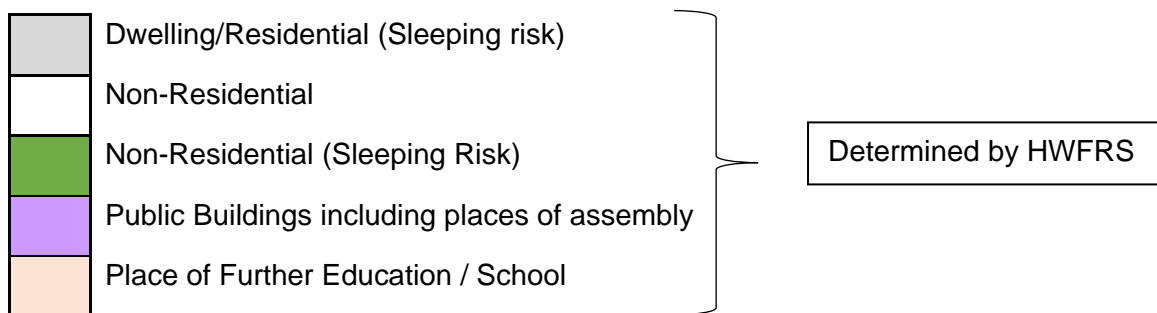 Dwelling/Residential (Sleeping risk)
Non-Residential
Non-Residential (Sleeping Risk)
Determined by HWFRS
Public Buildings including places of assembly
Place of Further Education / School